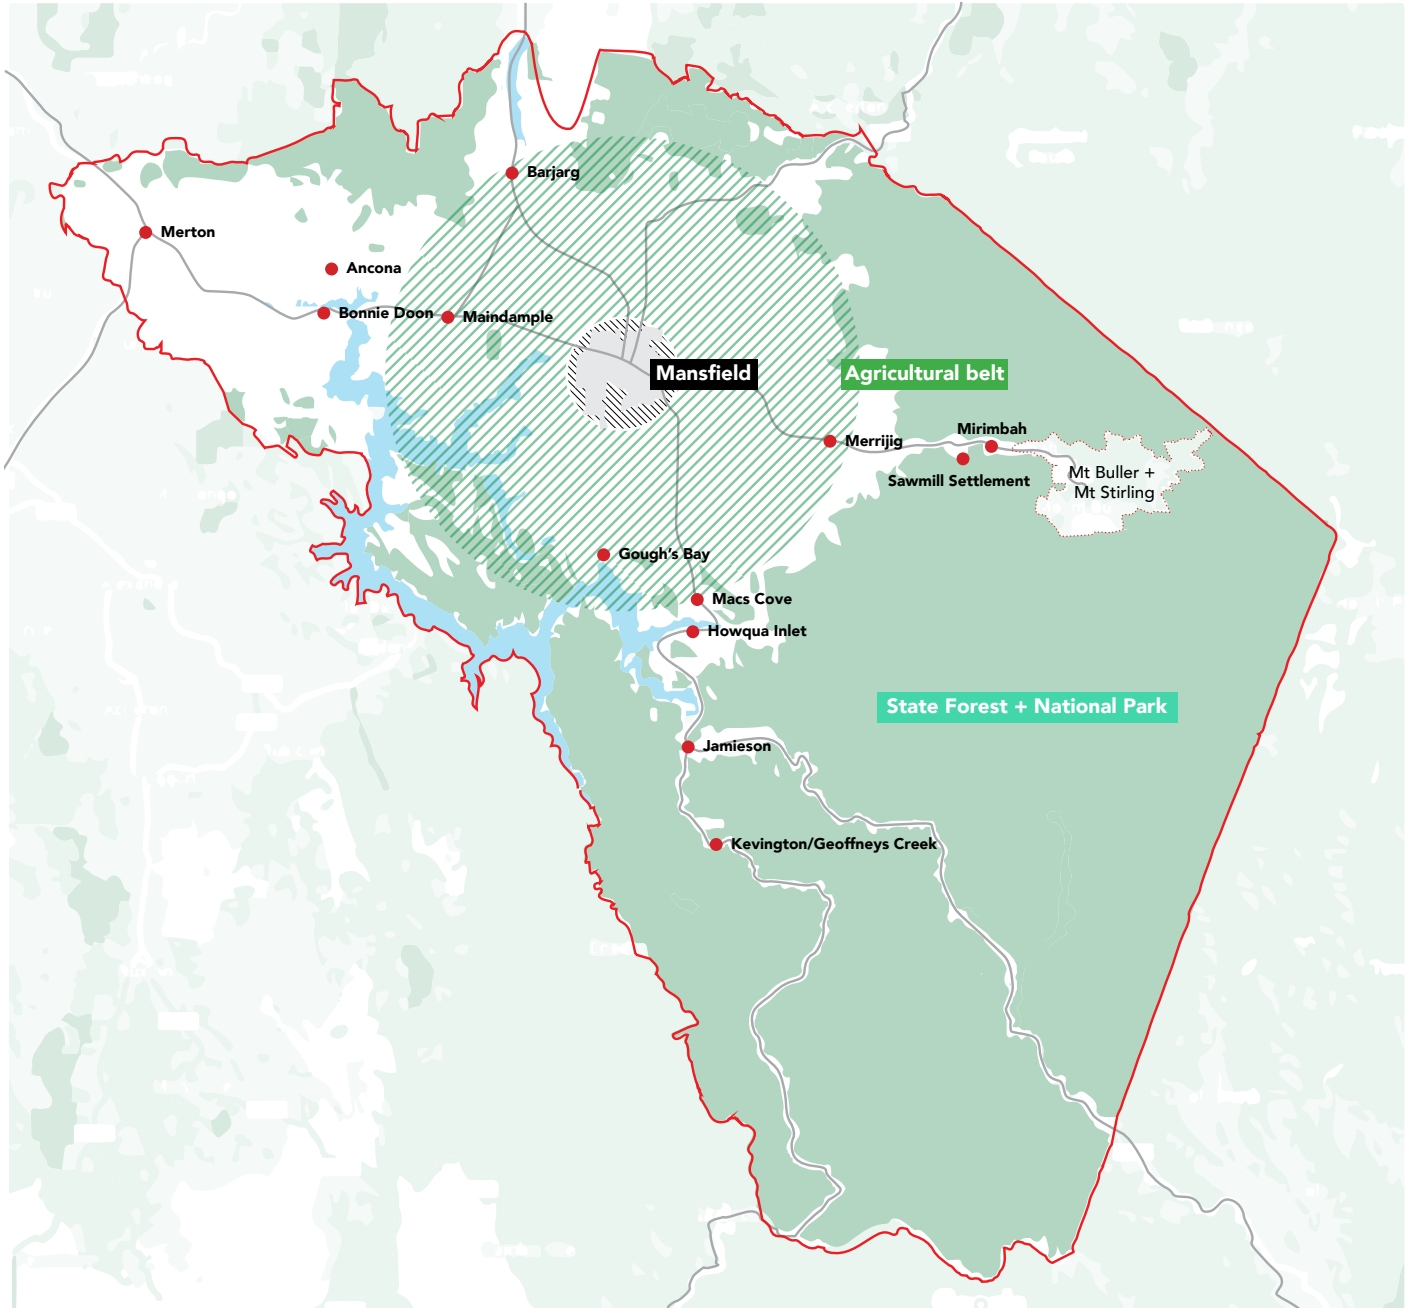 Barjarg
Merton
Ancona
Bonnie Doon
Maindample
Mansfield
Agricultural belt
Mirimbah
Merrijig
Mt Buller +
Mt Stirling
Sawmill Settlement
Gough's Bay
Macs Cove
Howqua Inlet
State Forest + National Park
Jamieson
Kevington/Geoffneys Creek